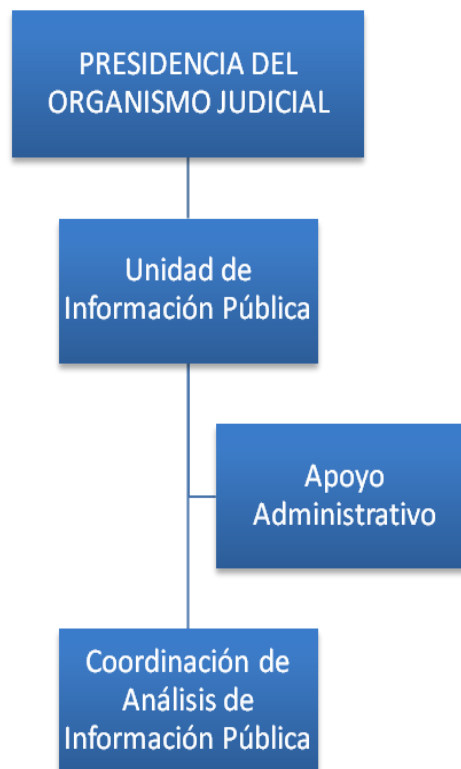 PRESIDENCIA DEL
ORGANISMO JUDICIAL
Unidad de
Información Pública
Apoyo
Administrativo
Coordinación de
Análisis de
Información Pública